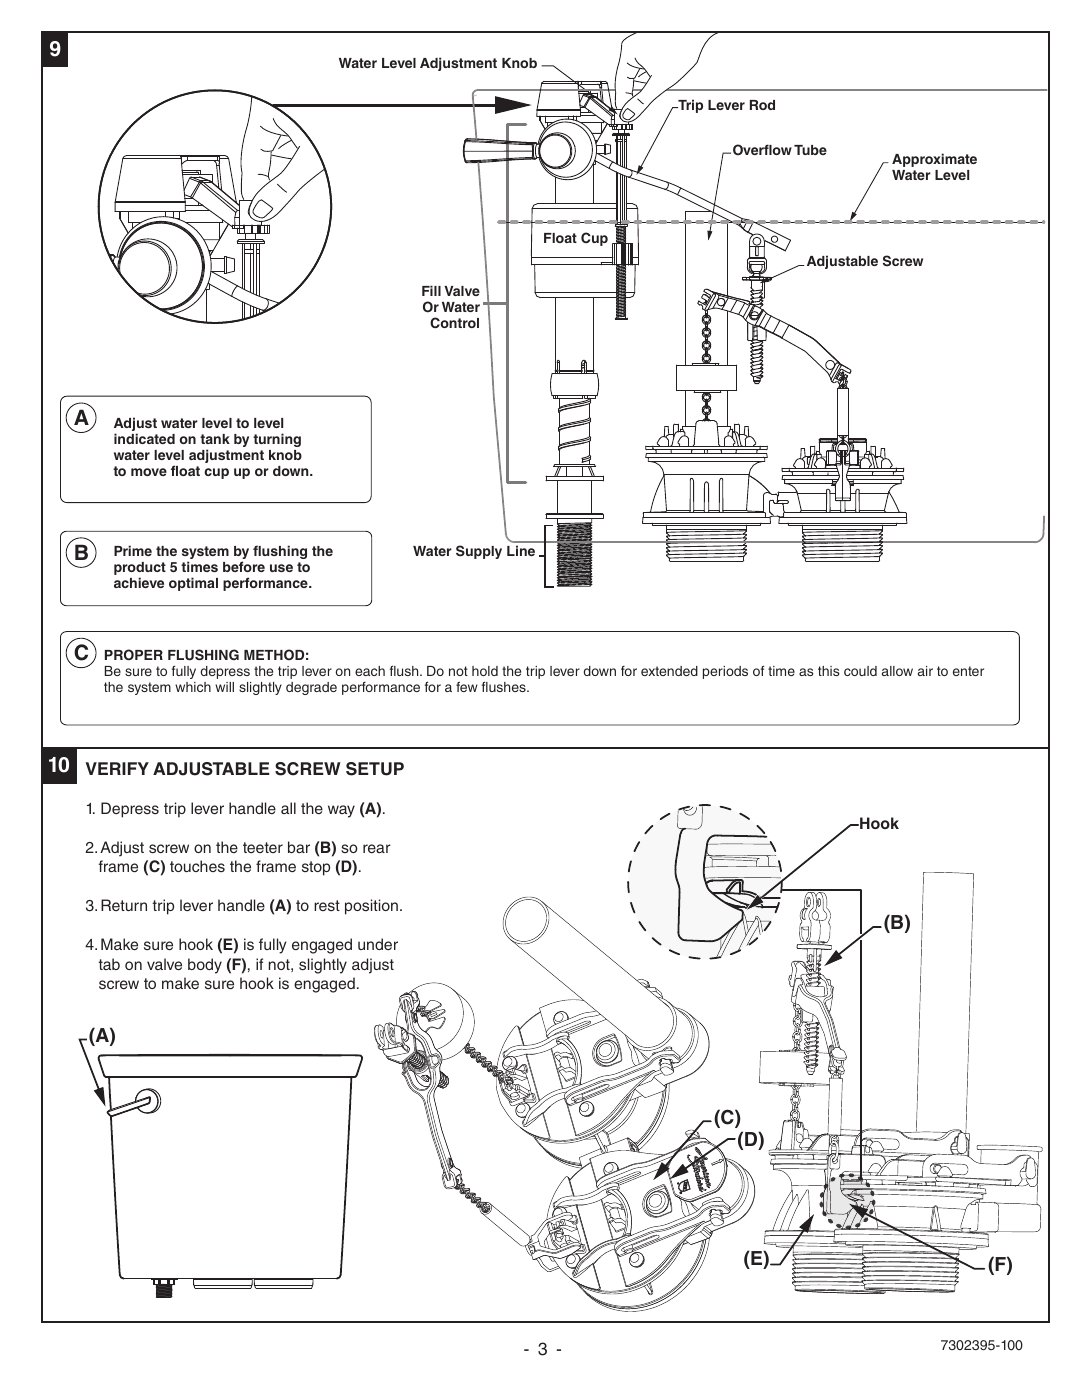 9
Water Level Adjustment Knob
Trip Lever Rod
Overflow Tube
Approximate
Water Level
Float Cup
Adjustable Screw
Fill Valve
Or Water
Control
A
Adjust water level to level
indicated on tank by turning
water level adjustment knob
to move float cup up or down.
B
Prime the system by flushing the
product 5 times before use to
achieve optimal performance.
Water Supply Line
C
PROPER FLUSHING METHOD:
Be sure to fully depress the trip lever on each flush. Do not hold the trip lever down for extended periods of time as this could allow air to enter
the system which will slightly degrade performance for a few flushes.
10
VERIFY ADJUSTABLE SCREW SETUP
1. Depress trip lever handle all the way (A).
2. Adjust screw on the teeter bar (B) so rear
frame (C) touches the frame stop (D).
3. Return trip lever handle (A) to rest position.
4. Make sure hook (E) is fully engaged under
tab on valve body (F), if not, slightly adjust
screw to make sure hook is engaged.
Hook
(B)
(A)
(C)
(D)
American
Standard
(E)
(F)
- 3 -
7302395-100